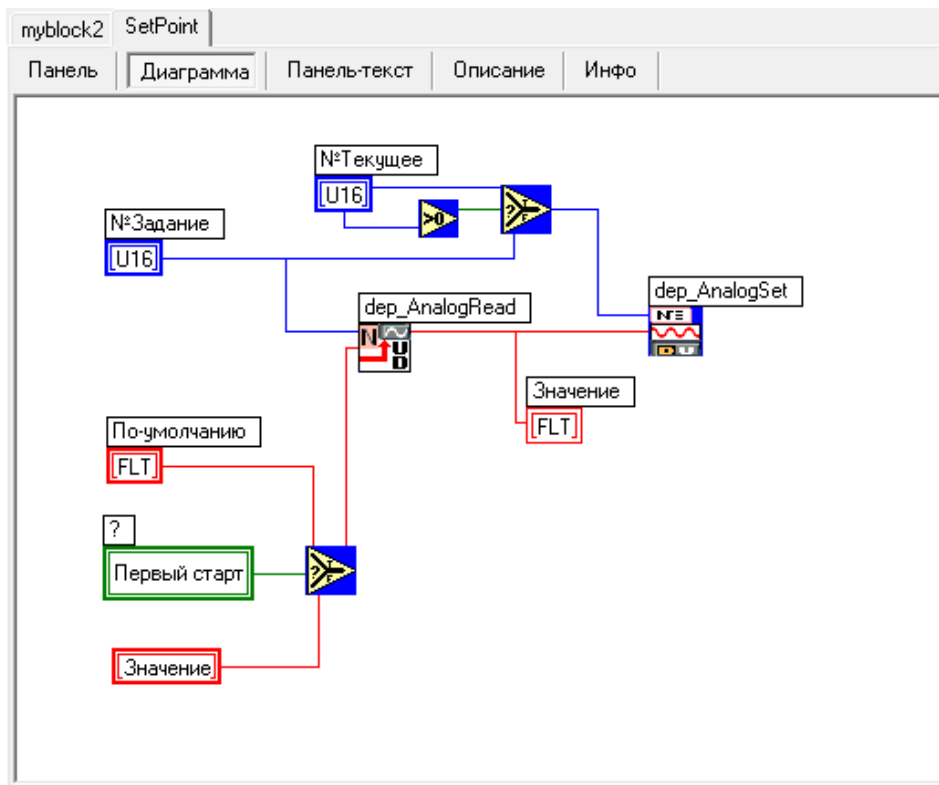 myblock2 SetPoint
Панель Диаграмма Панель-текст Описание Инфо
№Текущее
U16
>0
? T F
№Задание
U16
dep_AnalogRead
N U D
dep_AnalogSet
Значение
FLT
По-умолчанию
FLT
?
Первый старт
? T F
Значение